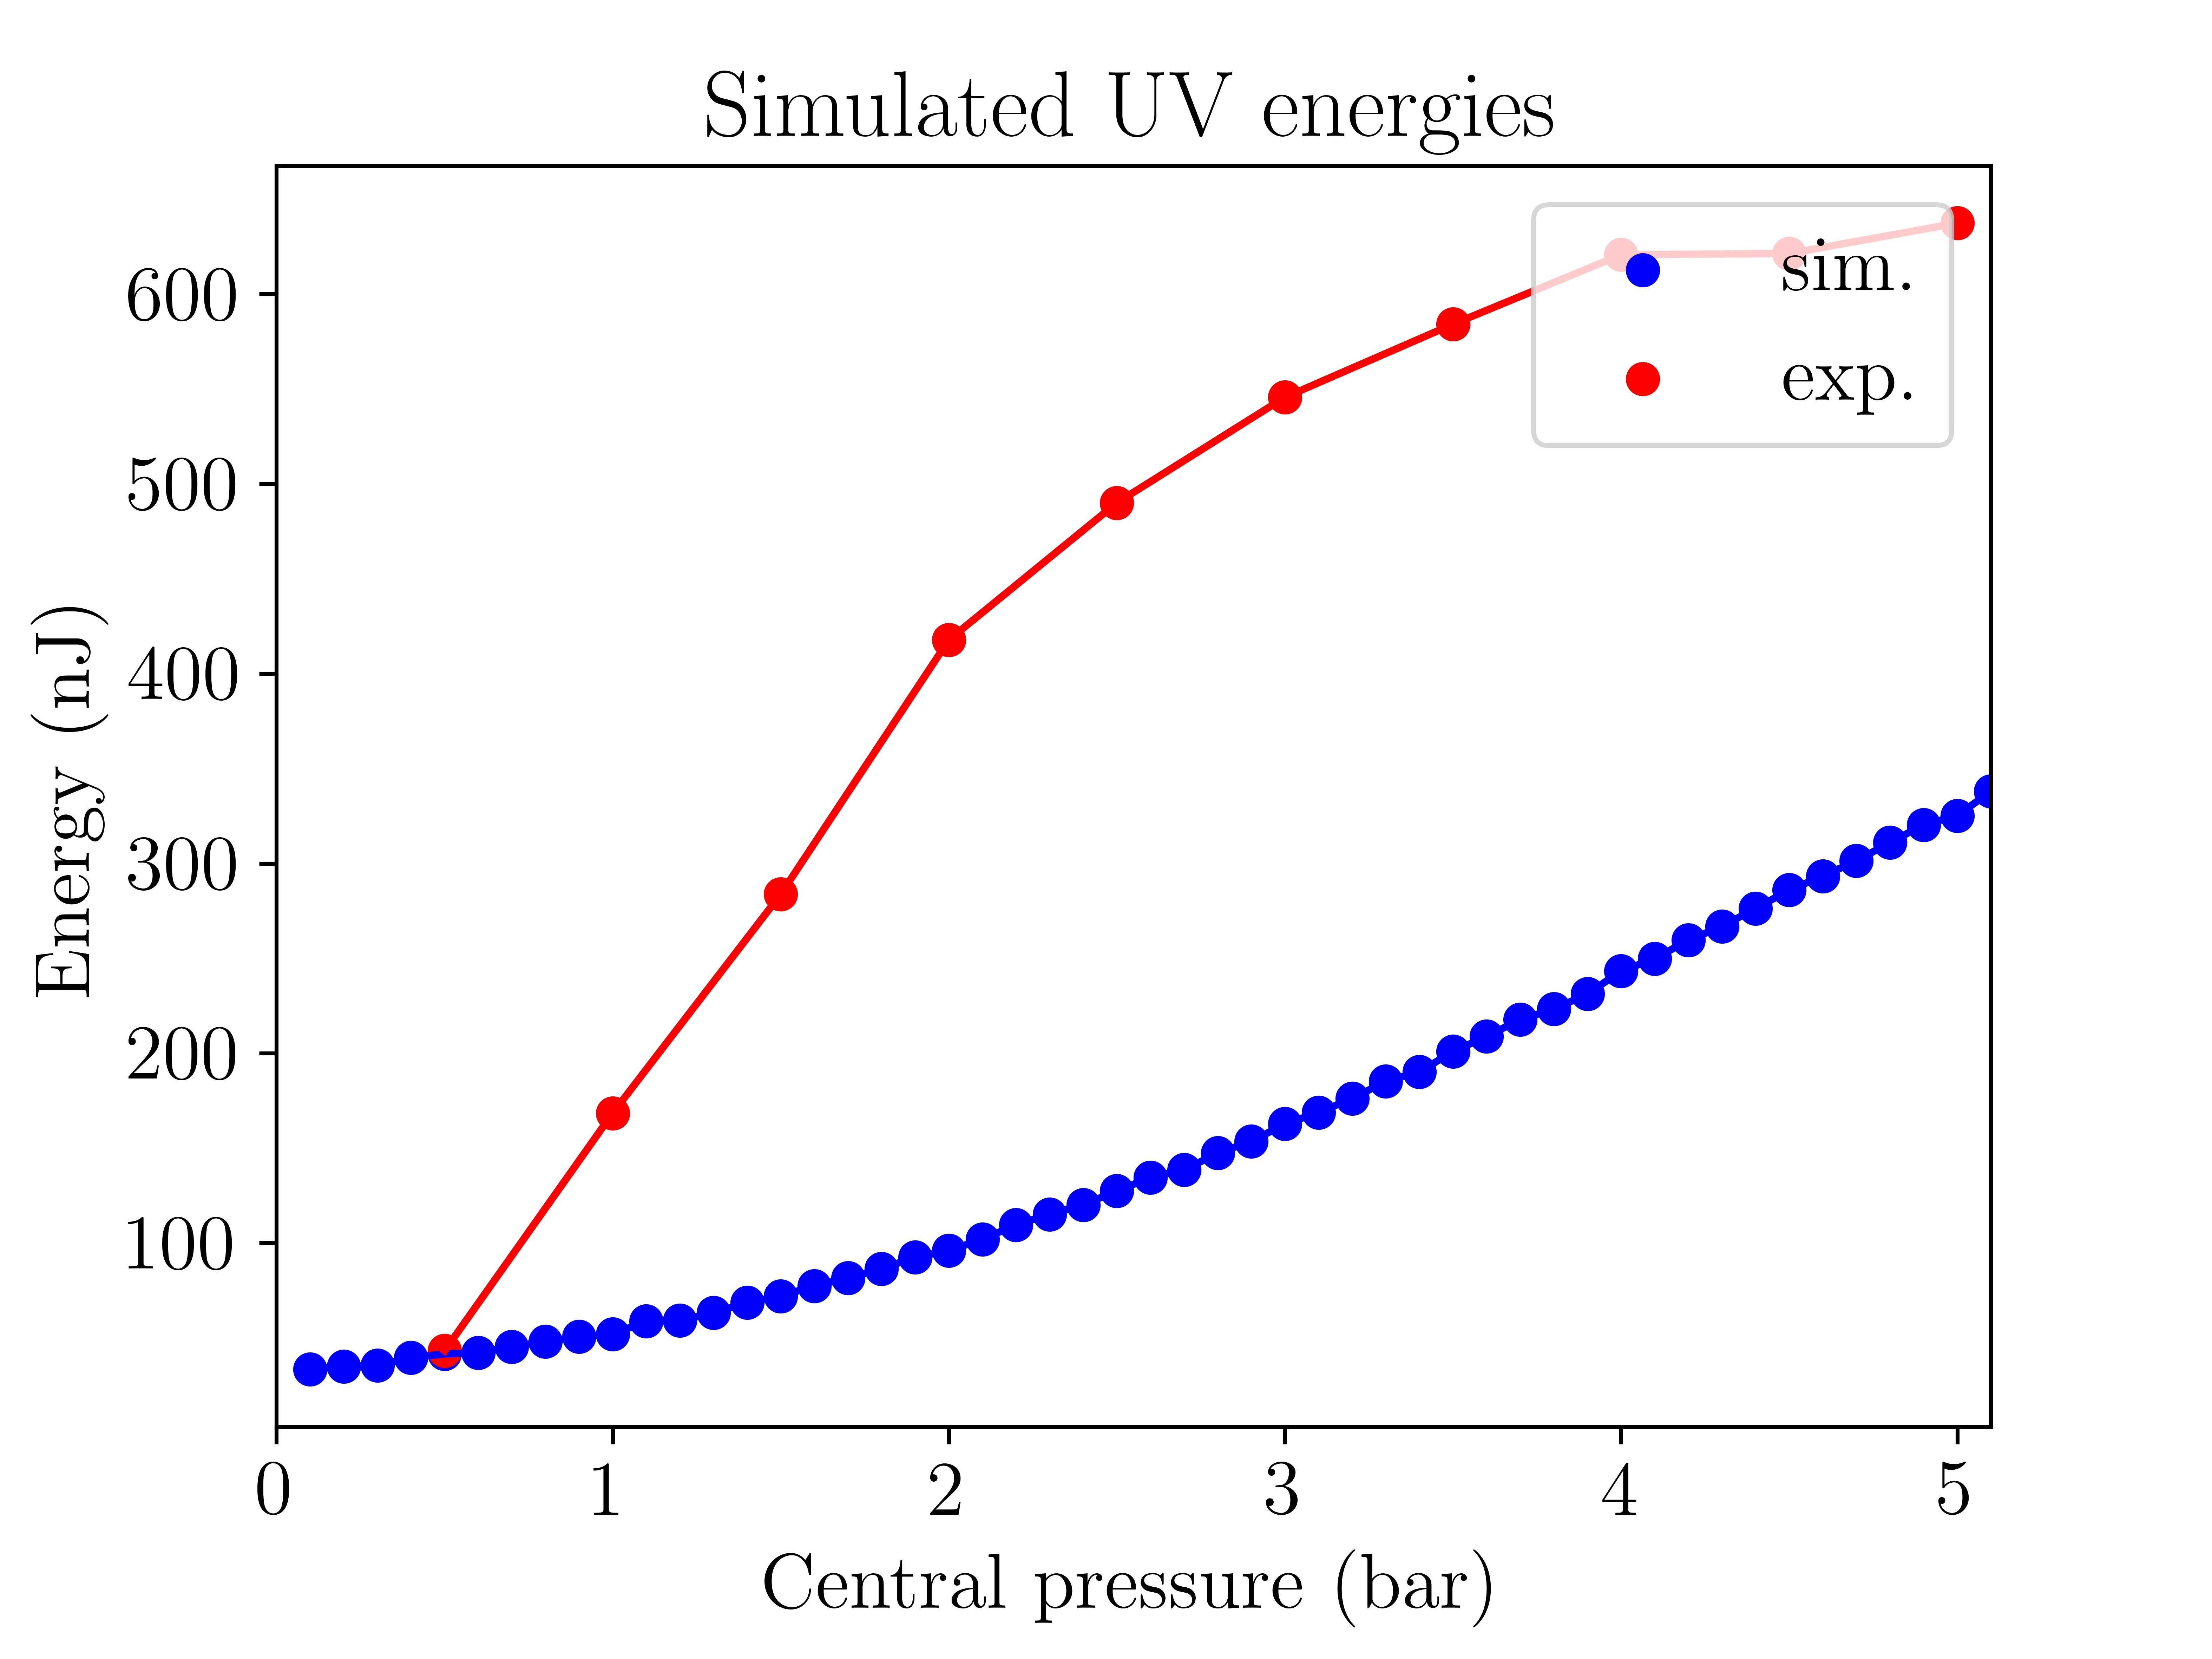 Simulated UV energies
sim.
exp.
Energy (nJ)
600
500
400
300
200
100
0 1 2 3 4 5
Central pressure (bar)